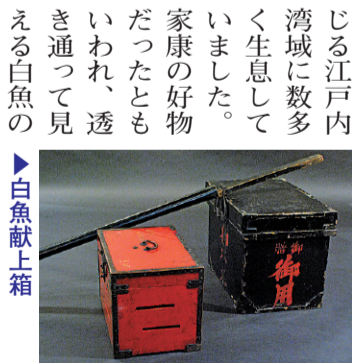 じる江戸内
湾域に数多
く生息して
いました。
家康の好物
だったとも
いわれ、透
き通って見
える白魚の
▶白魚献上箱
御用